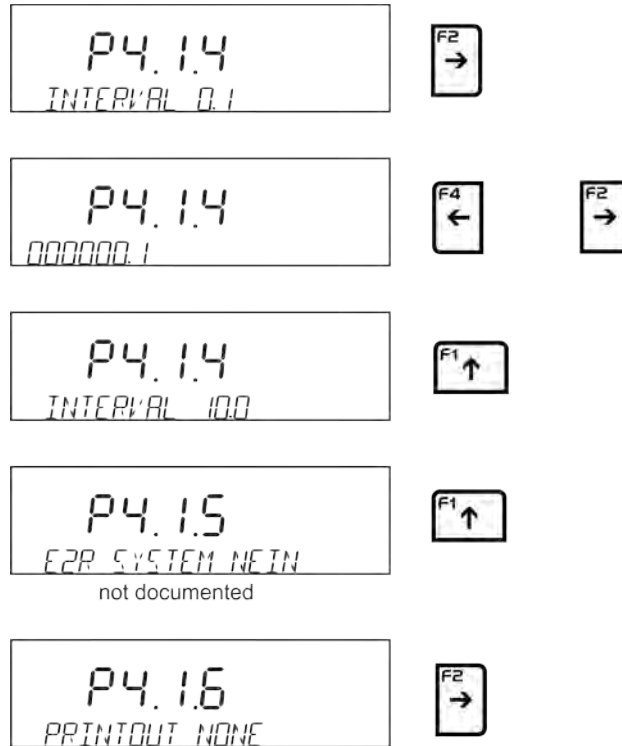 P4.1.4
F2 →
INTERVAL 0.1
P4.1.4
F4 ← F2 →
000000.1
P4.1.4
F1 ↑
INTERVAL 10.0
P4.1.5
F1 ↑
E2R SYSTEM NEIN
not documented
P4.1.6
F2 →
PRINTOUT NONE